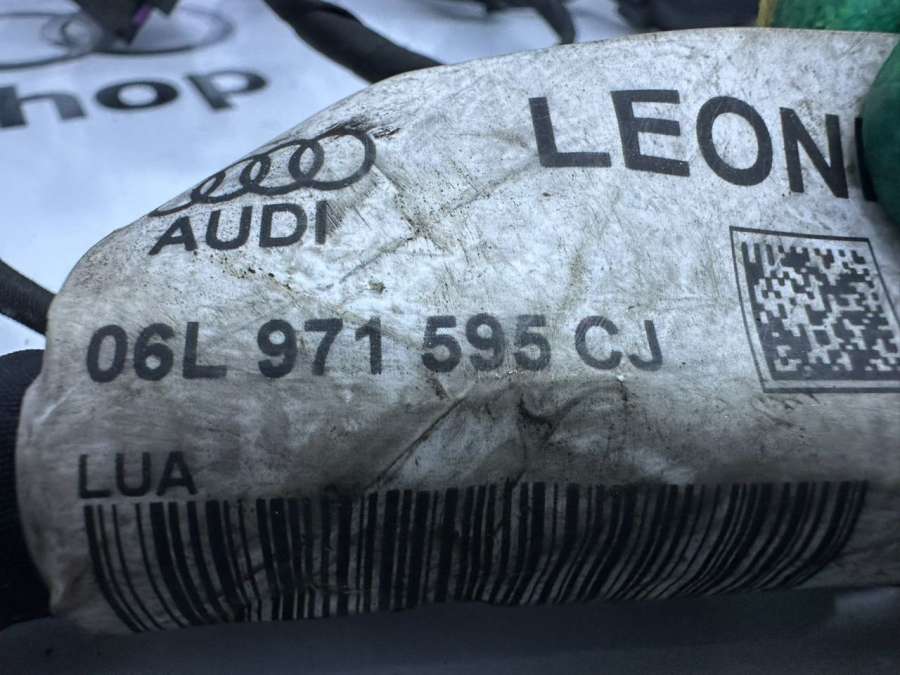 hop
LEON
AUDI
06L 971 595 CJ
LUA